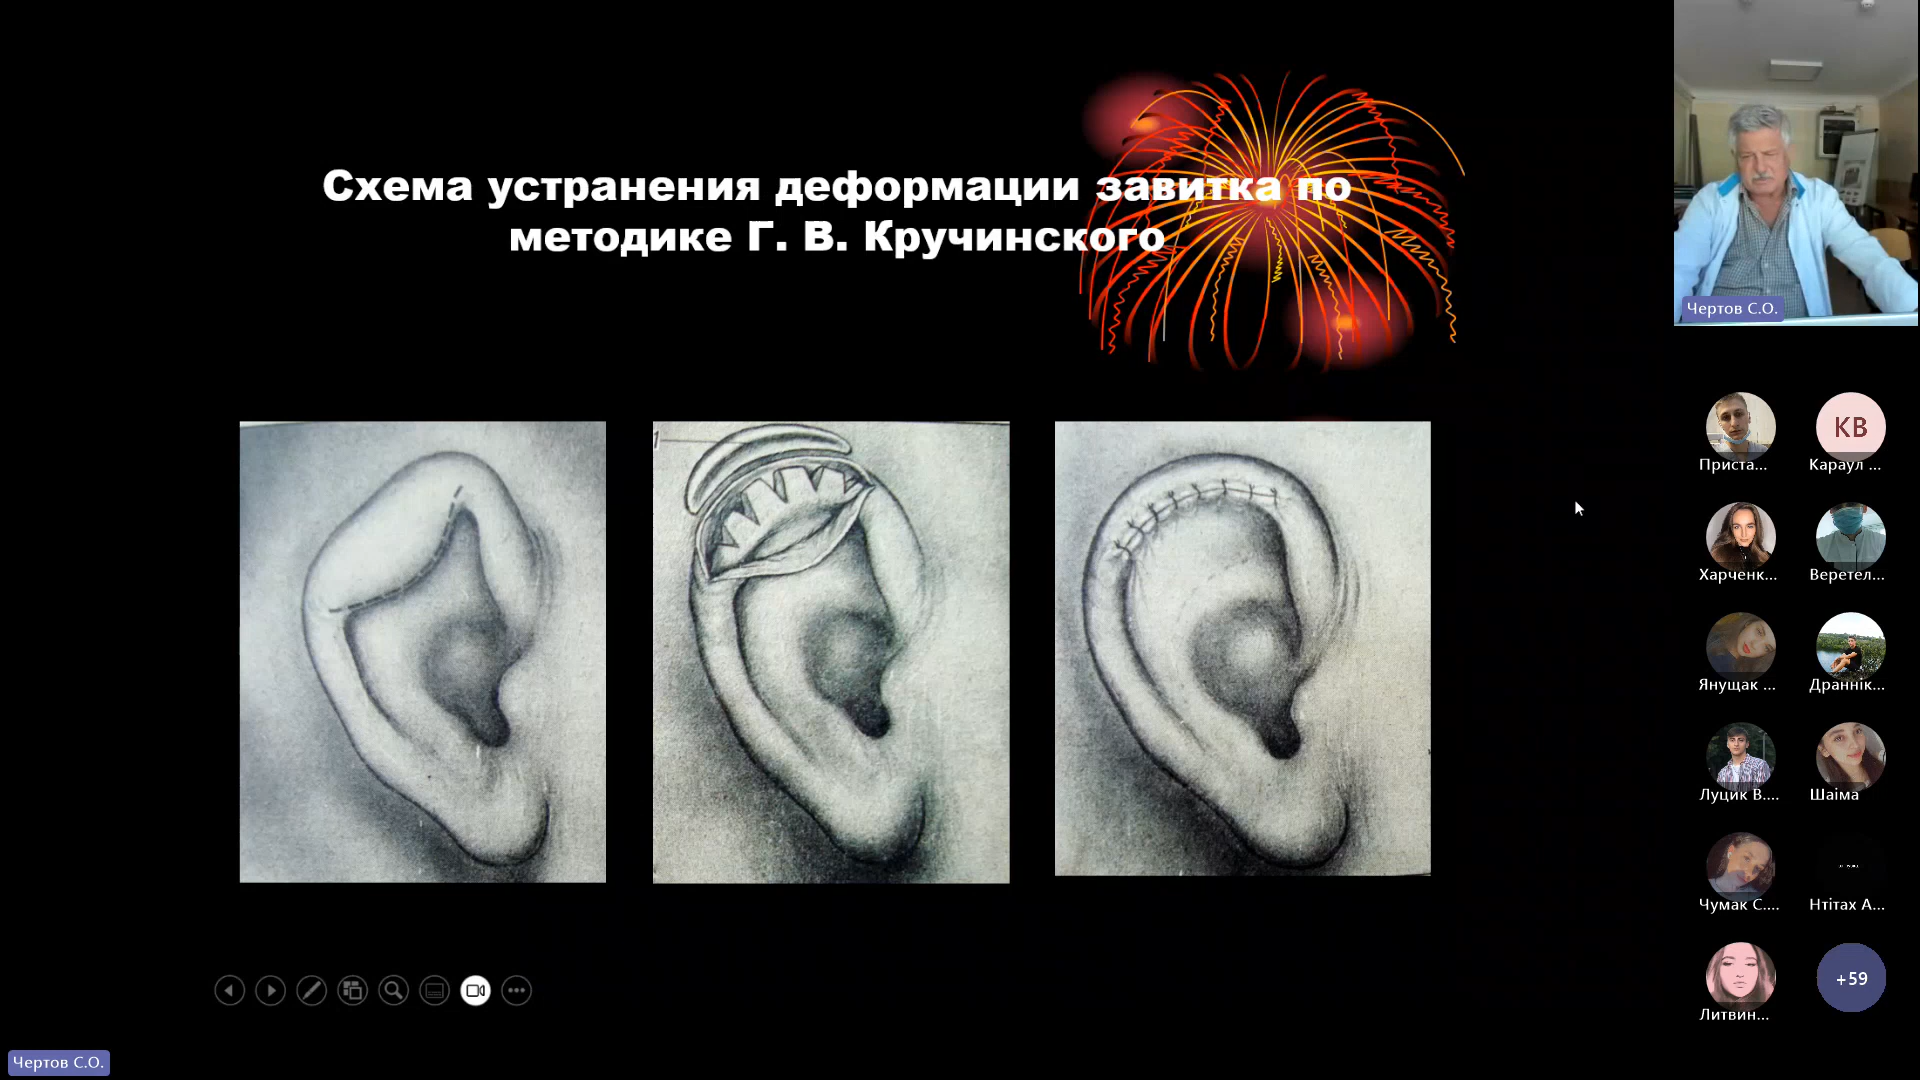 Схема устранения деформации завитка по
методике Г. В. Кручинского
1
Чертов С.О.
Приста...
КВ
Караул ...
Харченк...
Веретел...
Янущак ...
Драннік...
Луцик В....
Шаіма
Чумак С....
Нтітах А...
Литвин...
+59
Чертов С.О.